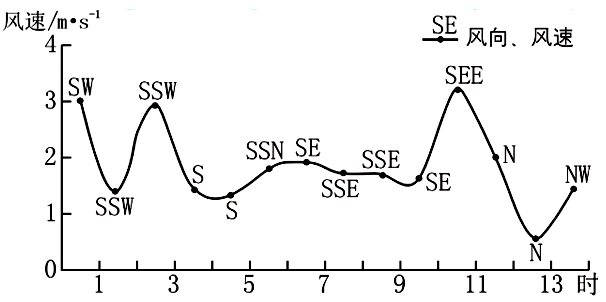 风速/m•s⁻¹
SE
风向、风速
4
3
2
1
0
SW
SSW
SSW
S
S
SSN
SE
SSE
SSE
SE
SEE
N
N
NW
1 3 5 7 9 11 13 时